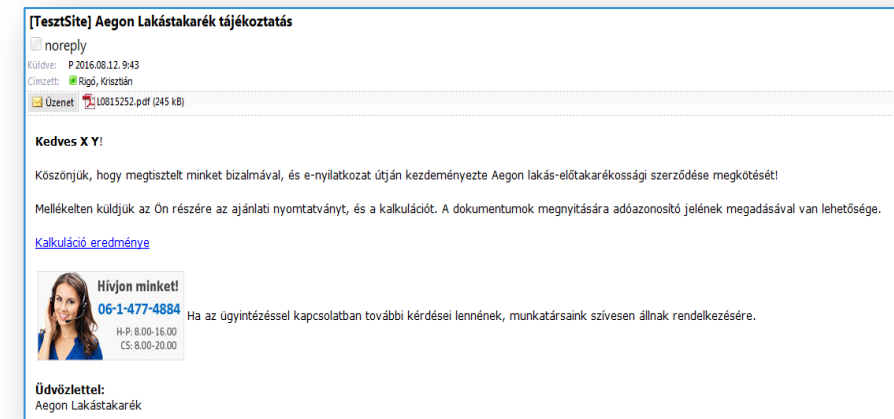 [TesztSite] Aegon Lakástakarék tájékoztatás
noreply
Küldve: P 2016.08.12. 9:43
Címzett: Rigó, Krisztián
Üzenet L0815252.pdf (245 kB)
Kedves X Y!
Köszönjük, hogy megtisztelt minket bizalmával, és e-nyilatkozat útján kezdeményezte Aegon lakás-előtakarékossági szerződése megkötését!
Mellékelten küldjük az Ön részére az ajánlati nyomtatványt, és a kalkulációt. A dokumentumok megnyitására adóazonosító jelének megadásával van lehetősége.
Kalkuláció eredménye
Hívjon minket!
06-1-477-4884
H-P: 8.00-16.00
CS: 8.00-20.00
Ha az ügyintézéssel kapcsolatban további kérdései lennének, munkatársaink szívesen állnak rendelkezésére.
Üdvözlettel:
Aegon Lakástakarék